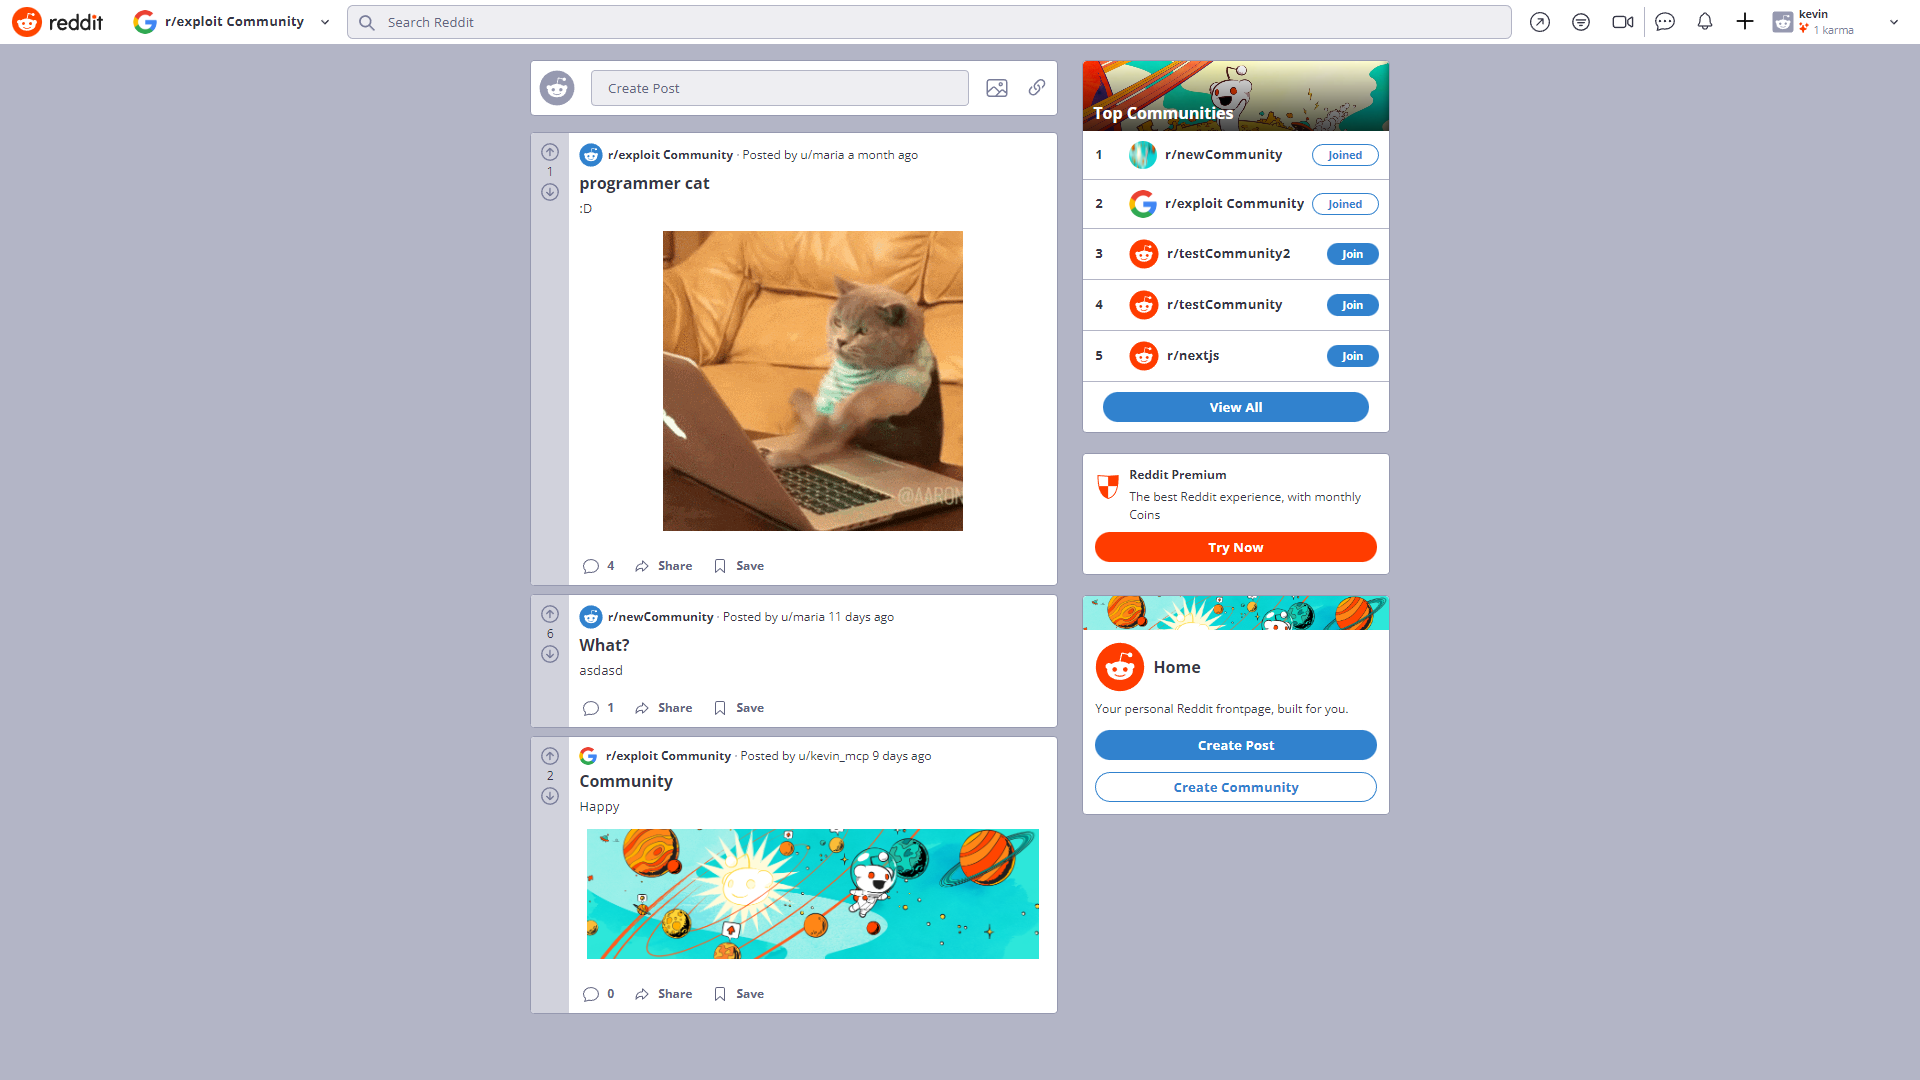 reddit
r/exploit Community
Search Reddit
kevin
1 karma
Create Post
r/exploit Community · Posted by u/maria a month ago
1
programmer cat
:D
@AARON
4
Share
Save
r/newCommunity · Posted by u/maria 11 days ago
6
What?
asdasd
1
Share
Save
r/exploit Community · Posted by u/kevin_mcp 9 days ago
2
Community
Happy
0
Share
Save
Top Communities
1 r/newCommunity Joined
2 r/exploit Community Joined
3 r/testCommunity2 Join
4 r/testCommunity Join
5 r/nextjs Join
View All
Reddit Premium
The best Reddit experience, with monthly
Coins
Try Now
Home
Your personal Reddit frontpage, built for you.
Create Post
Create Community